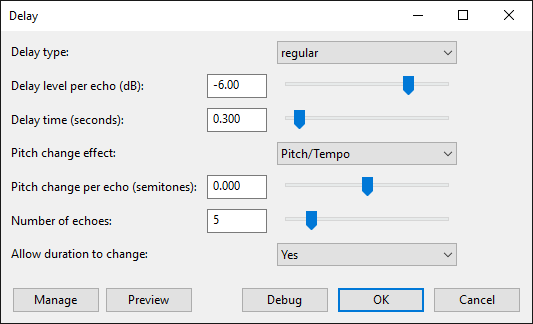 Delay
Delay type: regular
Delay level per echo (dB): -6.00
Delay time (seconds): 0.300
Pitch change effect: Pitch/Tempo
Pitch change per echo (semitones): 0.000
Number of echoes: 5
Allow duration to change: Yes
Manage Preview Debug OK Cancel